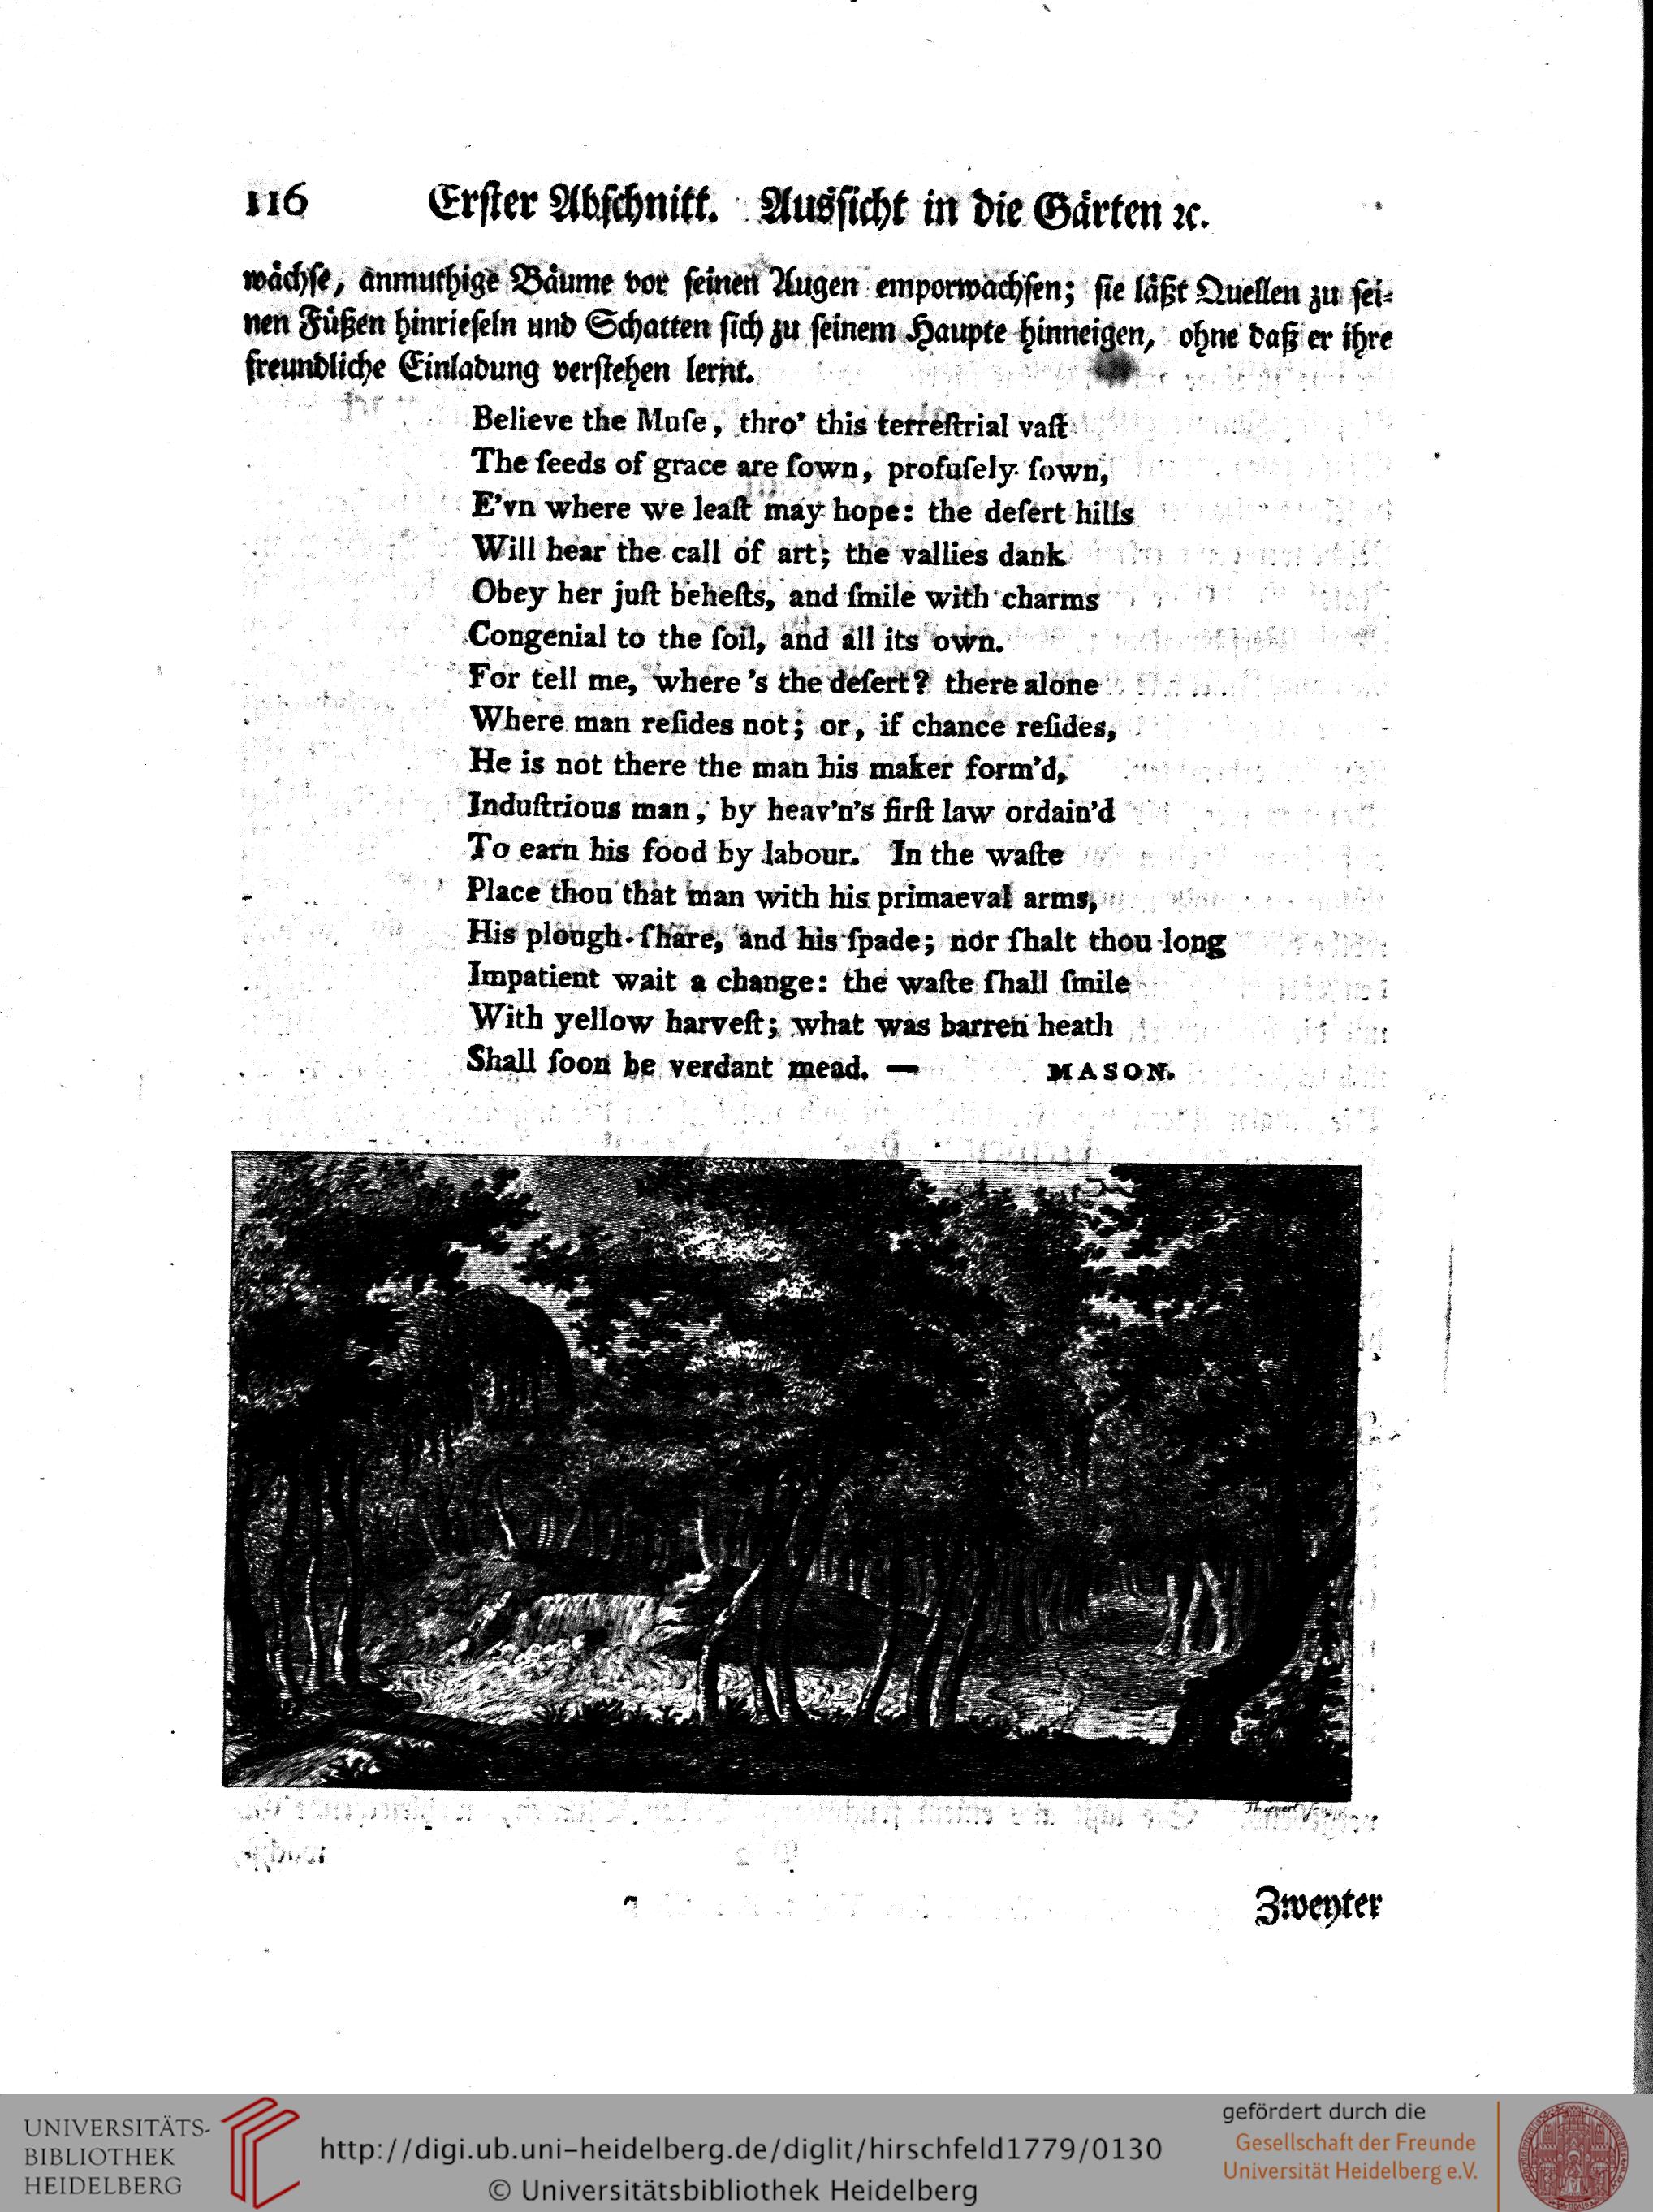 116 Erſter Abſchnitt. Ausſicht in die Gärten ꝛc.
wächſe, anmuthige Bäume vor ſeinen Augen emporwachſen; ſie läßt Quellen zu ſei-
nen Füßen hinrieſeln und Schatten ſich zu ſeinem Haupte hinneigen, ohne daß er ihre
freundliche Einladung verſtehen lernt.
Believe the Muſe, thro' this terreſtrial vaſt
The ſeeds of grace are ſown, profuſely ſown,
E'vn where we leaſt may hope: the deſert hills
Will hear the call of art; the vallies dank
Obey her juſt beheſts, and ſmile with charms
Congenial to the ſoil, and all its own.
For tell me, where's the deſert? there alone
Where man reſides not; or, if chance reſides,
He is not there the man his maker form'd,
Induſtrious man, by heav'n's firſt law ordain'd
To earn his food by labour. In the waſte
Place thou that man with his primaeval arms,
His plough-ſhare, and his ſpade; nor ſhalt thou long
Impatient wait a change: the waſte ſhall ſmile
With yellow harveſt; what was barren heath
Shall ſoon be verdant mead. — MASON.
Zweyter
UNIVERSITÄTS-
BIBLIOTHEK
HEIDELBERG
http://digi.ub.uni-heidelberg.de/diglit/hirschfeld1779/0130
© Universitätsbibliothek Heidelberg
gefördert durch die
Gesellschaft der Freunde
Universität Heidelberg e.V.